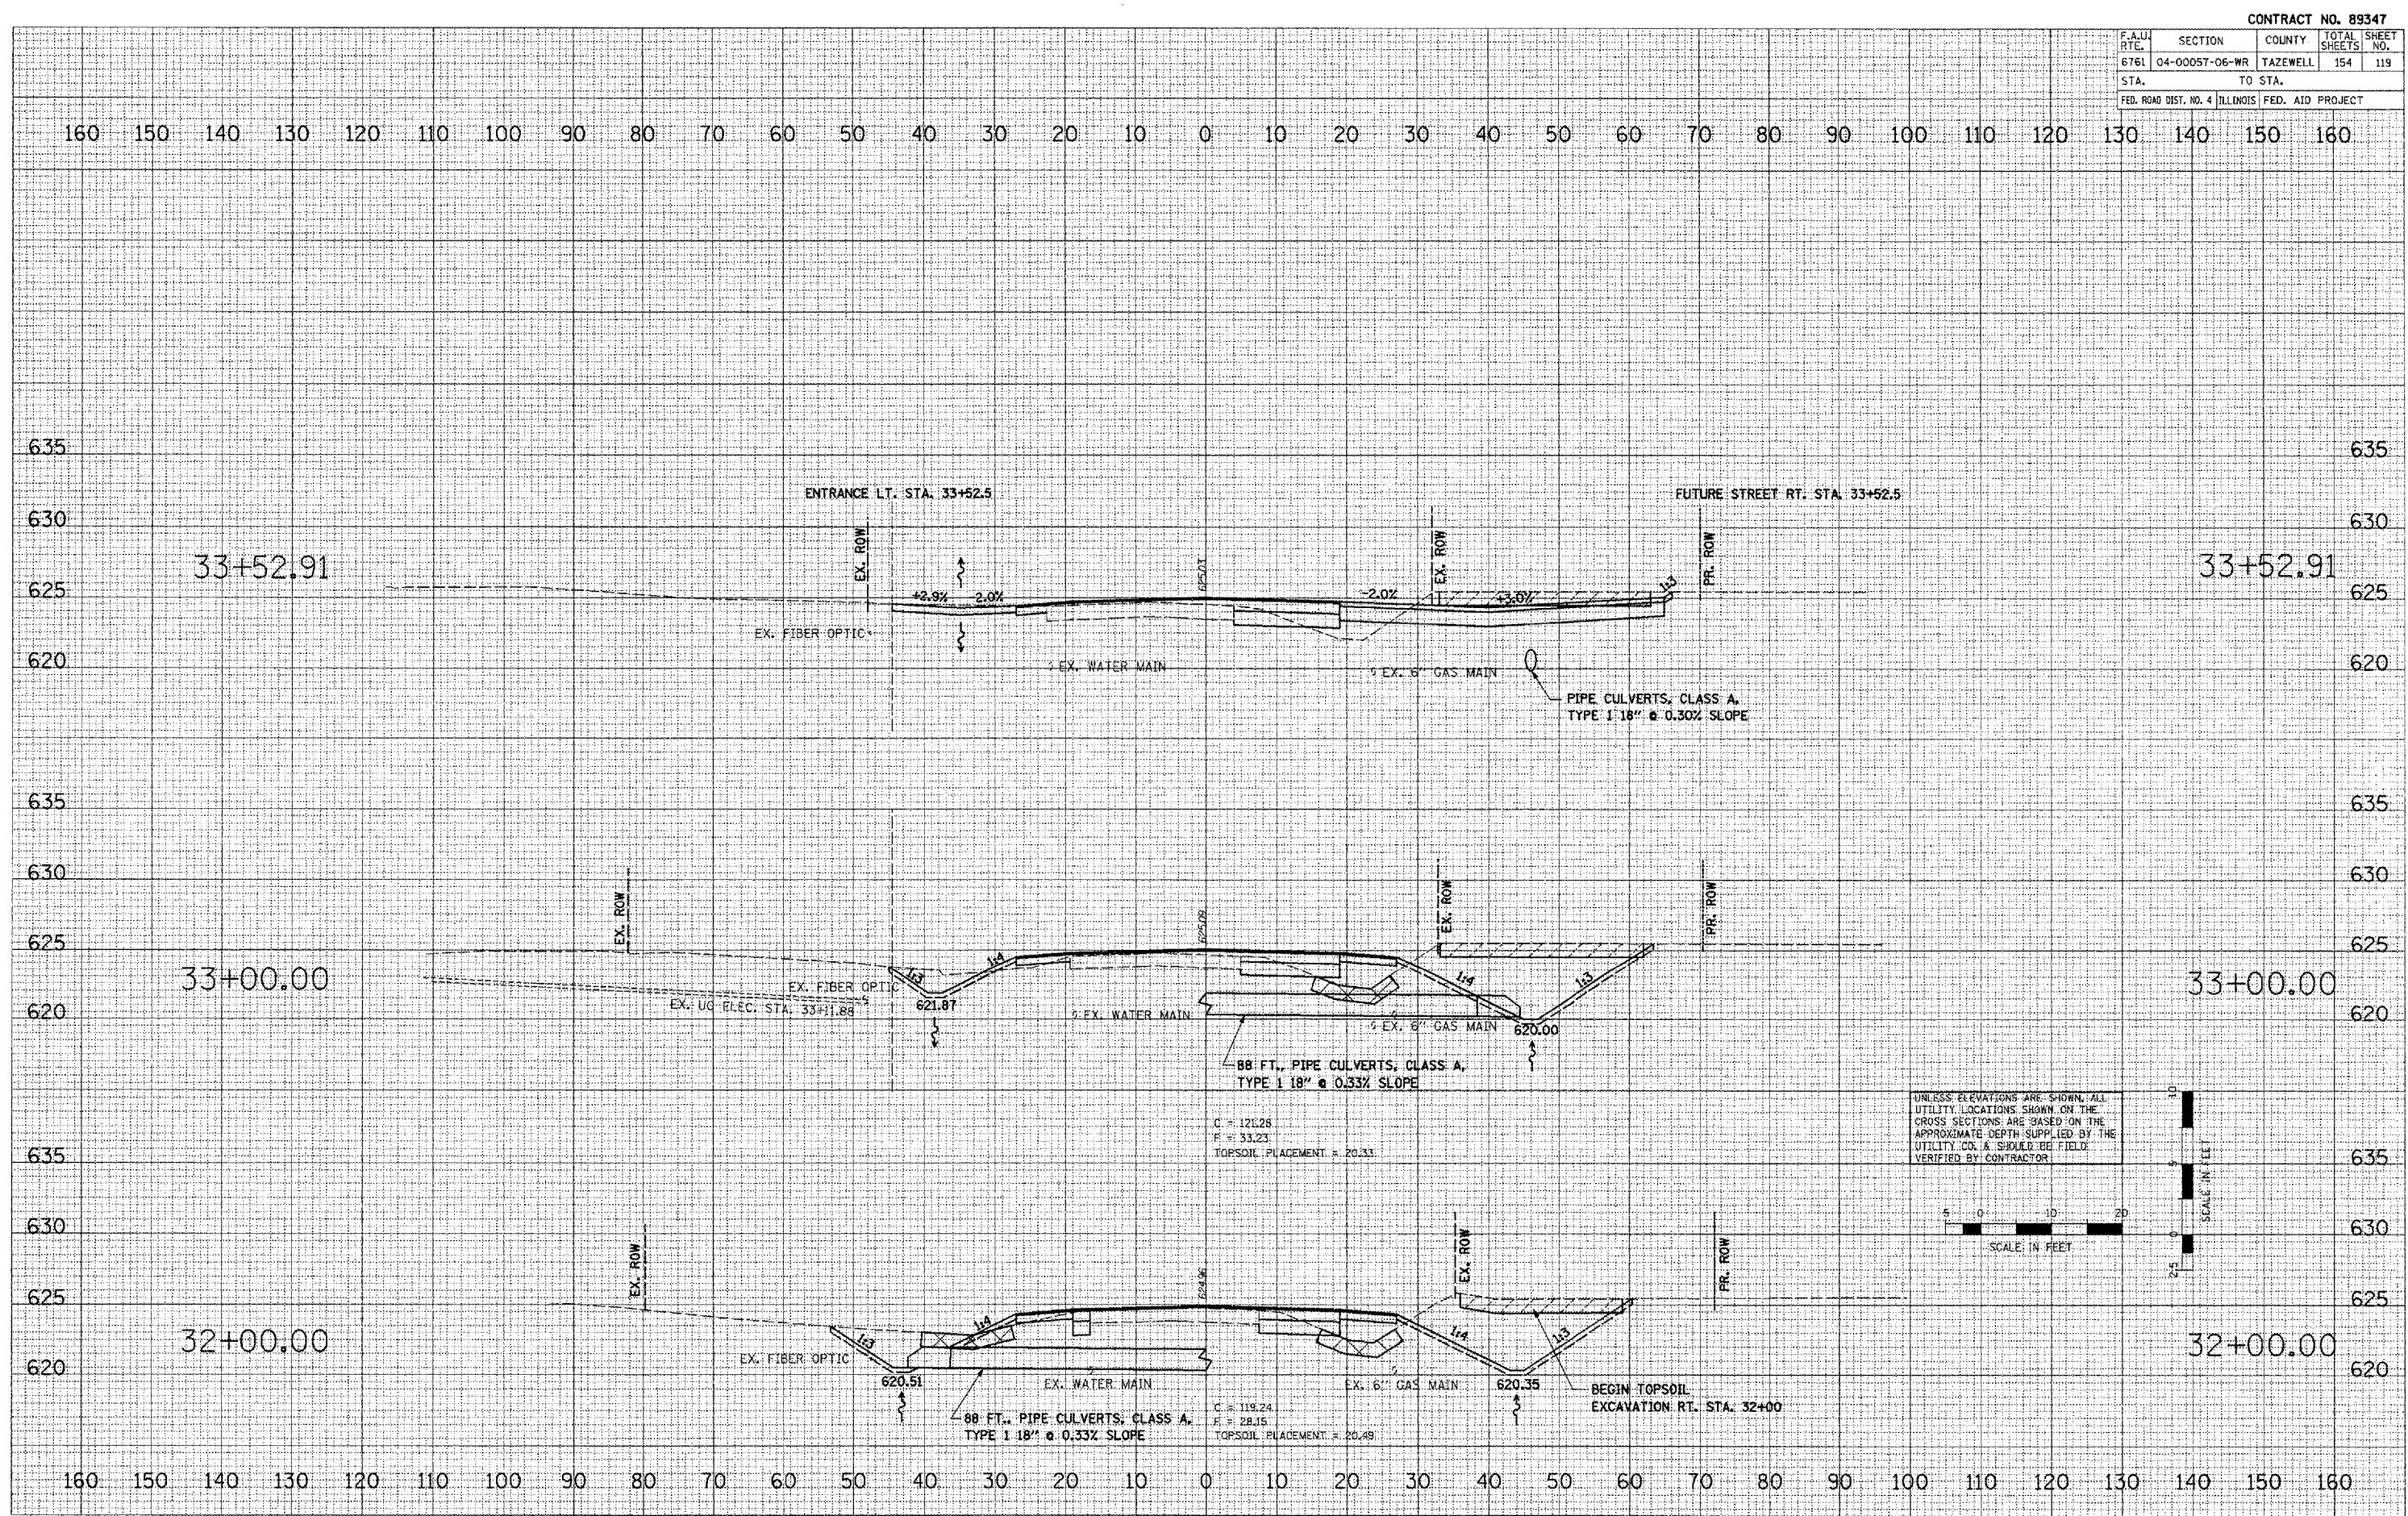 CONTRACT NO. 89347
F.A.U. RTE. SECTION COUNTY TOTAL SHEETS SHEET NO.
6761 04-00057-06-WR TAZEWELL 154 119
STA. TO STA.
FED. ROAD DIST. NO. 4 ILLINOIS FED. AID PROJECT
160 150 140 130 120 110 100 90 80 70 60 50 40 30 20 10 0 10 20 30 40 50 60 70 80 90 100 110 120 130 140 150 160
635 635
ENTRANCE LT. STA. 33+52.5 FUTURE STREET RT. STA. 33+52.5
630 630
EX. ROW EX. ROW PR. ROW
33+52.91 625.13 33+52.91
625 +2.9% -2.0% -2.0% +3.0% 1:3 625
EX. FIBER OPTIC
620 EX. WATER MAIN EX. 6" GAS MAIN 620
PIPE CULVERTS, CLASS A,
TYPE 1 18" @ 0.30% SLOPE
635 635
630 630
EX. ROW EX. ROW PR. ROW
625 625.09 625
33+00.00 1:3 1:4 1:4 1:3 33+00.00
EX. FIBER OPTIC
EX. UG ELEC. STA. 33+11.88 621.87
620 EX. WATER MAIN EX. 6" GAS MAIN 620.00 620
88 FT., PIPE CULVERTS, CLASS A,
TYPE 1 18" @ 0.33% SLOPE
C = 121.28
F = 33.23
TOPSOIL PLACEMENT = 20.33
UNLESS ELEVATIONS ARE SHOWN, ALL
UTILITY LOCATIONS SHOWN ON THE
CROSS SECTIONS ARE BASED ON THE
APPROXIMATE DEPTH SUPPLIED BY THE
UTILITY CO. & SHOULD BE FIELD
VERIFIED BY CONTRACTOR
10 5 0 2.5
SCALE IN FEET
5 0 10 20
SCALE IN FEET
635 635
630 630
EX. ROW EX. ROW PR. ROW
625 624.96 625
32+00.00 1:3 1:4 1:4 1:3 32+00.00
EX. FIBER OPTIC
620 620
620.51 EX. WATER MAIN EX. 6" GAS MAIN 620.35
BEGIN TOPSOIL
EXCAVATION RT. STA. 32+00
88 FT., PIPE CULVERTS, CLASS A,
TYPE 1 18" @ 0.33% SLOPE
C = 119.24
F = 28.15
TOPSOIL PLACEMENT = 20.49
160 150 140 130 120 110 100 90 80 70 60 50 40 30 20 10 0 10 20 30 40 50 60 70 80 90 100 110 120 130 140 150 160